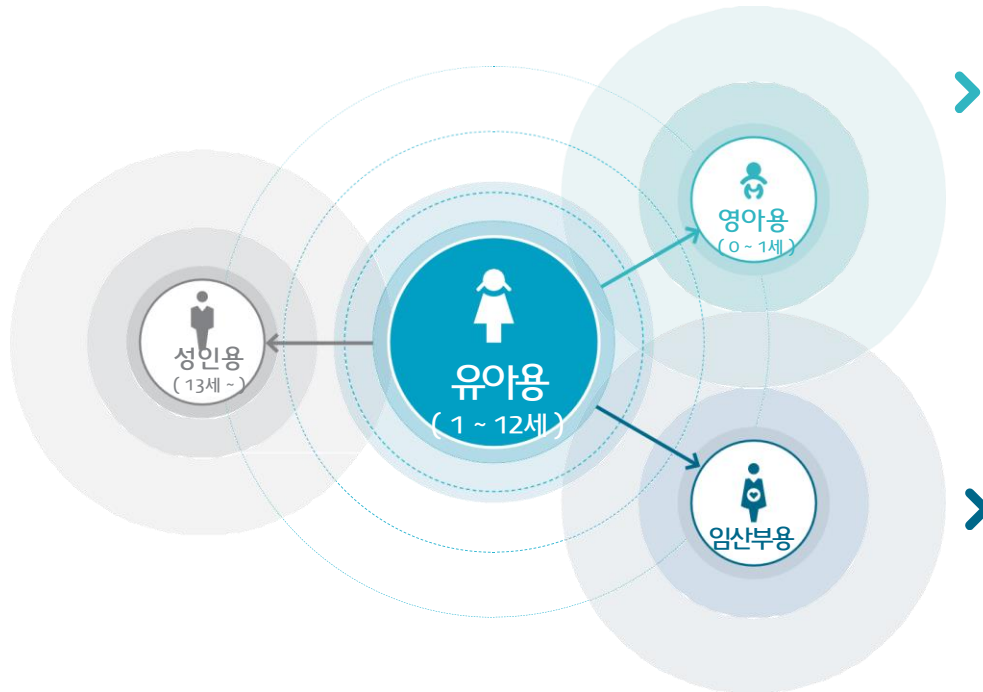 영아용
( 0 ~ 1세 )
성인용
( 13세 ~ )
유아용
( 1 ~ 12세 )
임산부용